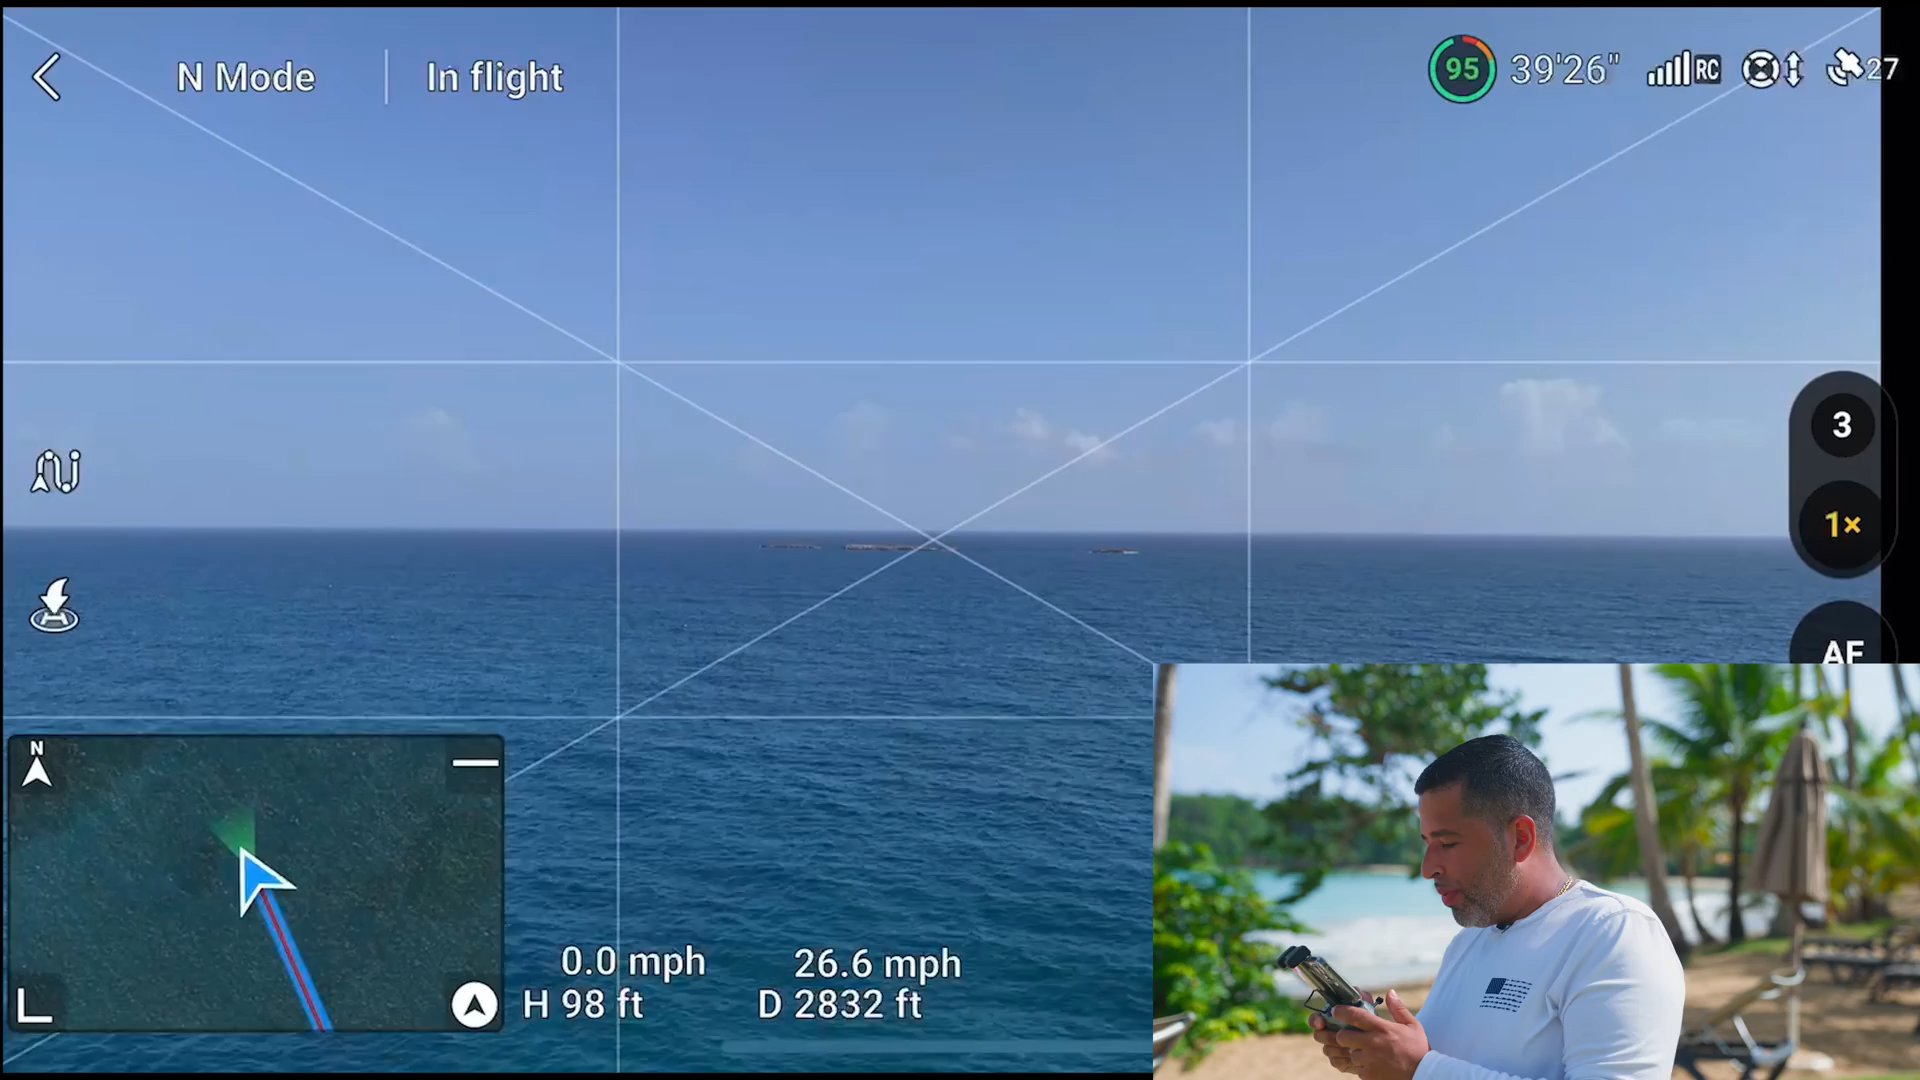 N Mode
In flight
95
39'26"
RC
27
3
1×
AF
N
0.0 mph
26.6 mph
H 98 ft
D 2832 ft